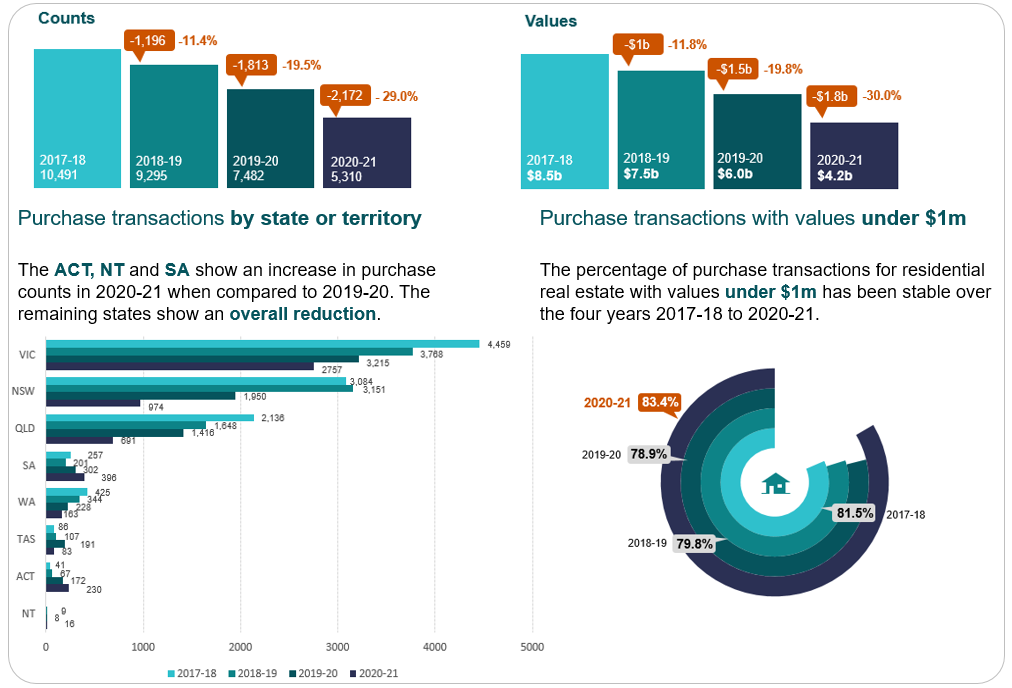 Counts
-1,196 -11.4%
-1,813 -19.5%
-2,172 - 29.0%
2017-18
10,491
2018-19
9,295
2019-20
7,482
2020-21
5,310
Values
-$1b -11.8%
-$1.5b -19.8%
-$1.8b -30.0%
2017-18
$8.5b
2018-19
$7.5b
2019-20
$6.0b
2020-21
$4.2b
Purchase transactions by state or territory
The ACT, NT and SA show an increase in purchase
counts in 2020-21 when compared to 2019-20. The
remaining states show an overall reduction.
VIC
4,459
3,768
3,215
2757
NSW
3,084
3,151
1,950
974
QLD
2,136
1,648
1,416
691
SA
257
201
302
396
WA
425
344
228
163
TAS
86
107
191
83
ACT
41
67
172
230
NT
9
8
16
0 1000 2000 3000 4000 5000
2017-18 2018-19 2019-20 2020-21
Purchase transactions with values under $1m
The percentage of purchase transactions for residential
real estate with values under $1m has been stable over
the four years 2017-18 to 2020-21.
2020-21 83.4%
2019-20 78.9%
81.5% 2017-18
2018-19 79.8%